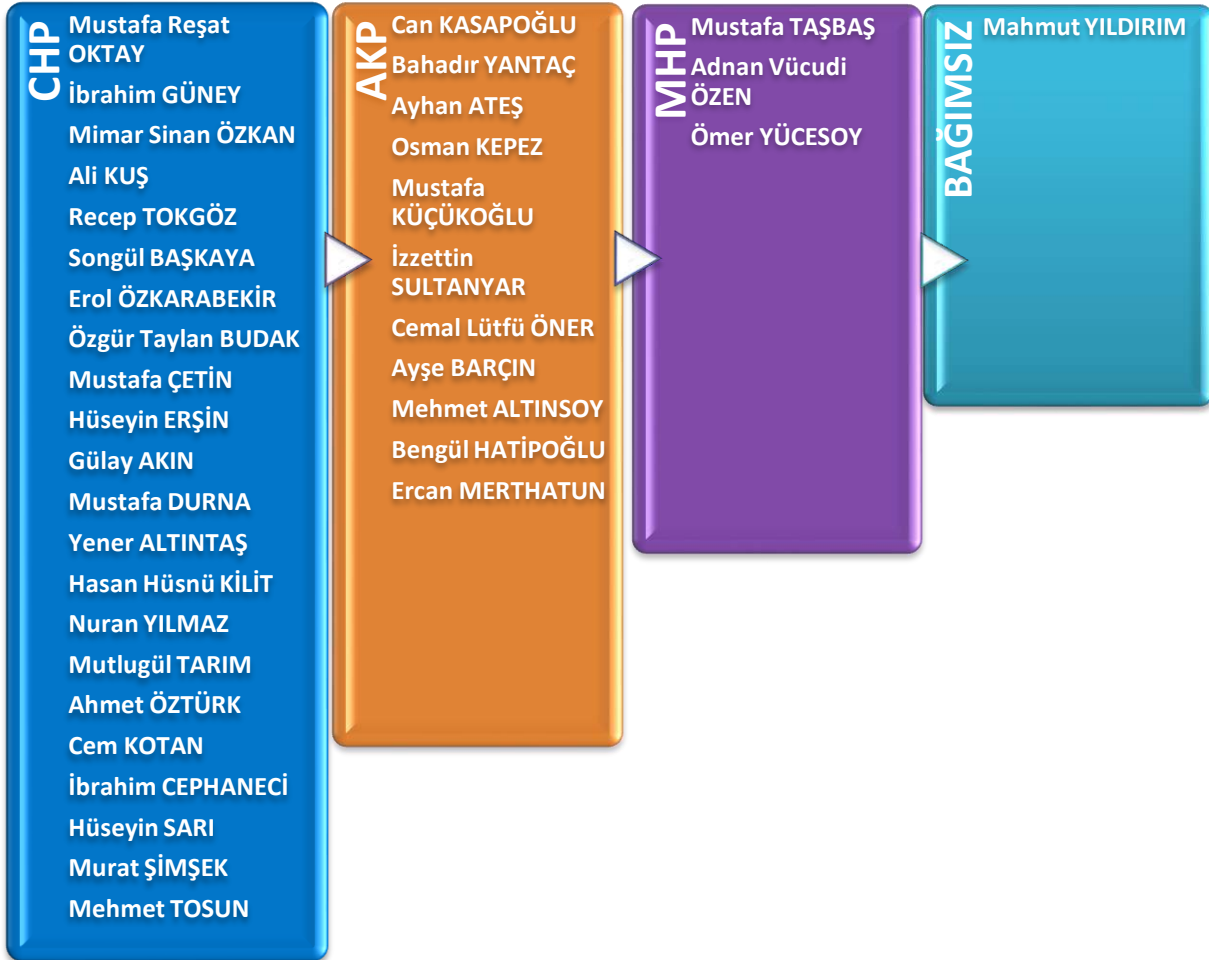 CHP
Mustafa Reşat
OKTAY
İbrahim GÜNEY
Mimar Sinan ÖZKAN
Ali KUŞ
Recep TOKGÖZ
Songül BAŞKAYA
Erol ÖZKARABEKİR
Özgür Taylan BUDAK
Mustafa ÇETİN
Hüseyin ERŞİN
Gülay AKIN
Mustafa DURNA
Yener ALTINTAŞ
Hasan Hüsnü KİLİT
Nuran YILMAZ
Mutlugül TARIM
Ahmet ÖZTÜRK
Cem KOTAN
İbrahim CEPHANECİ
Hüseyin SARI
Murat ŞİMŞEK
Mehmet TOSUN
AKP
Can KASAPOĞLU
Bahadır YANTAÇ
Ayhan ATEŞ
Osman KEPEZ
Mustafa
KÜÇÜKOĞLU
İzzettin
SULTANYAR
Cemal Lütfü ÖNER
Ayşe BARÇIN
Mehmet ALTINSOY
Bengül HATİPOĞLU
Ercan MERTHATUN
MHP
Mustafa TAŞBAŞ
Adnan Vücudi
ÖZEN
Ömer YÜCESOY
BAĞIMSIZ
Mahmut YILDIRIM